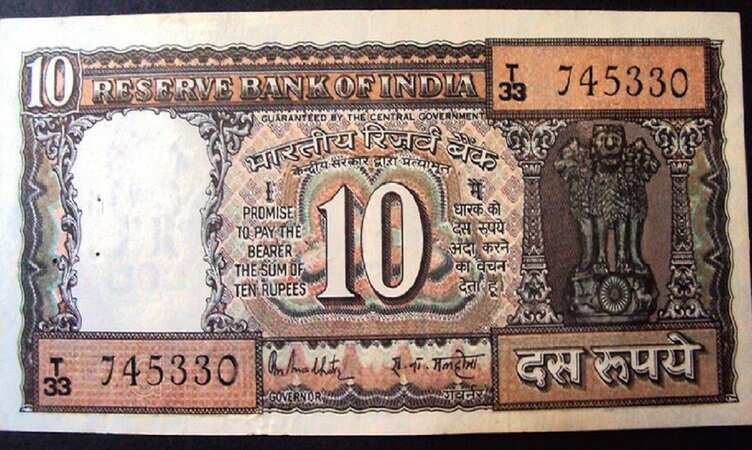 10 RESERVE BANK OF INDIA
T/33 745330
GUARANTEED BY THE CENTRAL GOVERNMENT
भारतीय रिज़र्व बैंक
केन्द्रीय सरकार द्वारा प्रत्याभूत
I
PROMISE
TO PAY THE
BEARER
THE SUM OF
TEN RUPEES
10
मैं
धारक को
दस रुपये
अदा करने
का वचन
देता हूं
T/33 745330
GOVERNOR
गवर्नर
दस रुपये